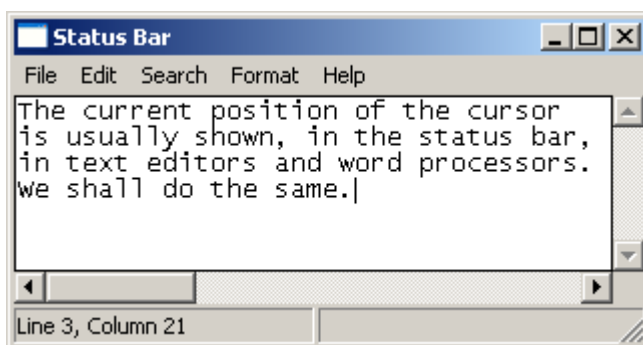 Status Bar
File Edit Search Format Help
The current position of the cursor
is usually shown, in the status bar,
in text editors and word processors.
We shall do the same.
Line 3, Column 21